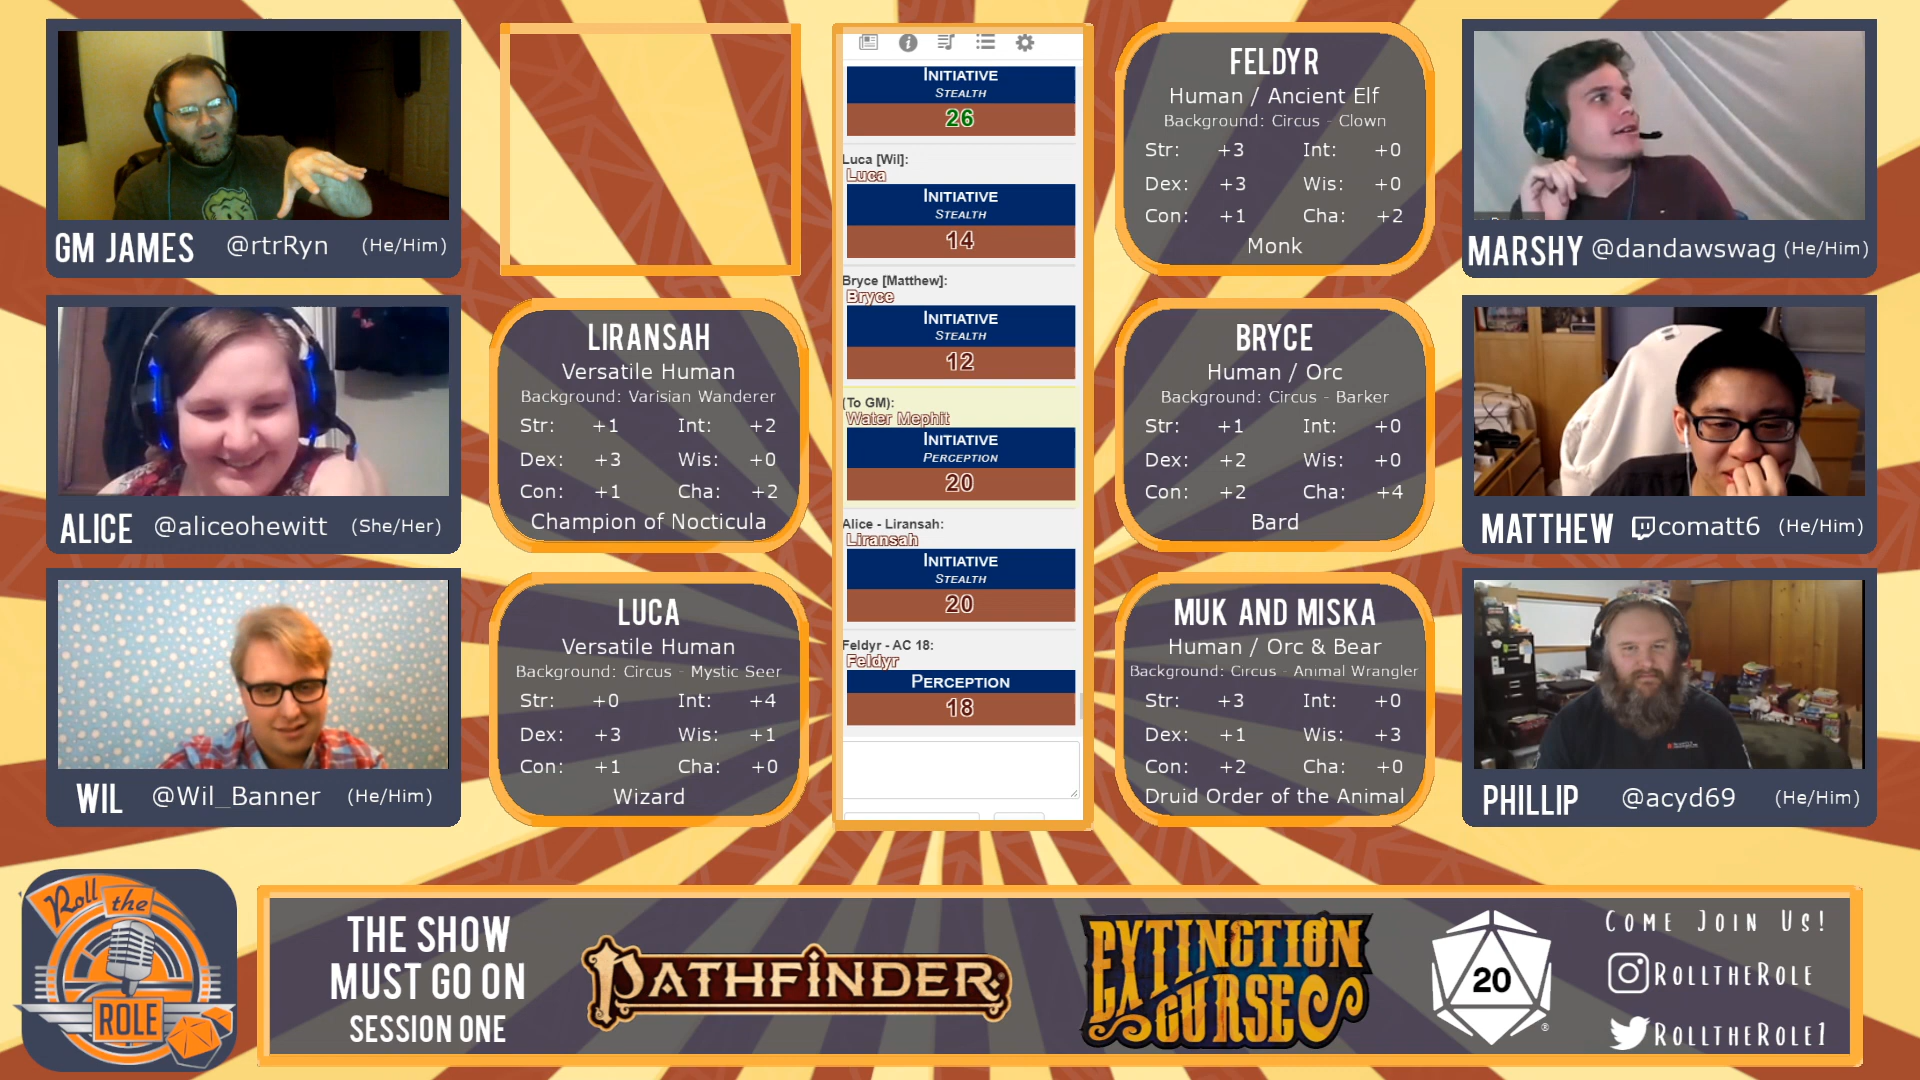 GM JAMES @rtrRyn (He/Him)
ALICE @aliceohewitt (She/Her)
WIL @Wil_Banner (He/Him)
LIRANSAH
Versatile Human
Background: Varisian Wanderer
Str: +1 Int: +2
Dex: +3 Wis: +0
Con: +1 Cha: +2
Champion of Nocticula
LUCA
Versatile Human
Background: Circus - Mystic Seer
Str: +0 Int: +4
Dex: +3 Wis: +1
Con: +1 Cha: +0
Wizard
INITIATIVE
STEALTH
26
Luca [Wil]:
Luca
INITIATIVE
STEALTH
14
Bryce [Matthew]:
Bryce
INITIATIVE
STEALTH
12
(To GM):
Water Mephit
INITIATIVE
PERCEPTION
20
Alice - Liransah:
Liransah
INITIATIVE
STEALTH
20
Feldyr - AC 18:
Feldyr
PERCEPTION
18
FELDYR
Human / Ancient Elf
Background: Circus - Clown
Str: +3 Int: +0
Dex: +3 Wis: +0
Con: +1 Cha: +2
Monk
BRYCE
Human / Orc
Background: Circus - Barker
Str: +1 Int: +0
Dex: +2 Wis: +0
Con: +2 Cha: +4
Bard
MUK AND MISKA
Human / Orc & Bear
Background: Circus - Animal Wrangler
Str: +3 Int: +0
Dex: +1 Wis: +3
Con: +2 Cha: +0
Druid Order of the Animal
MARSHY @dandawswag (He/Him)
MATTHEW comatt6 (He/Him)
PHILLIP @acyd69 (He/Him)
Roll the
ROLE
THE SHOW
MUST GO ON
SESSION ONE
PATHFINDER
EXTINCTION
CURSE
20
COME JOIN US!
ROLLTHEROLE
ROLLTHEROLE1